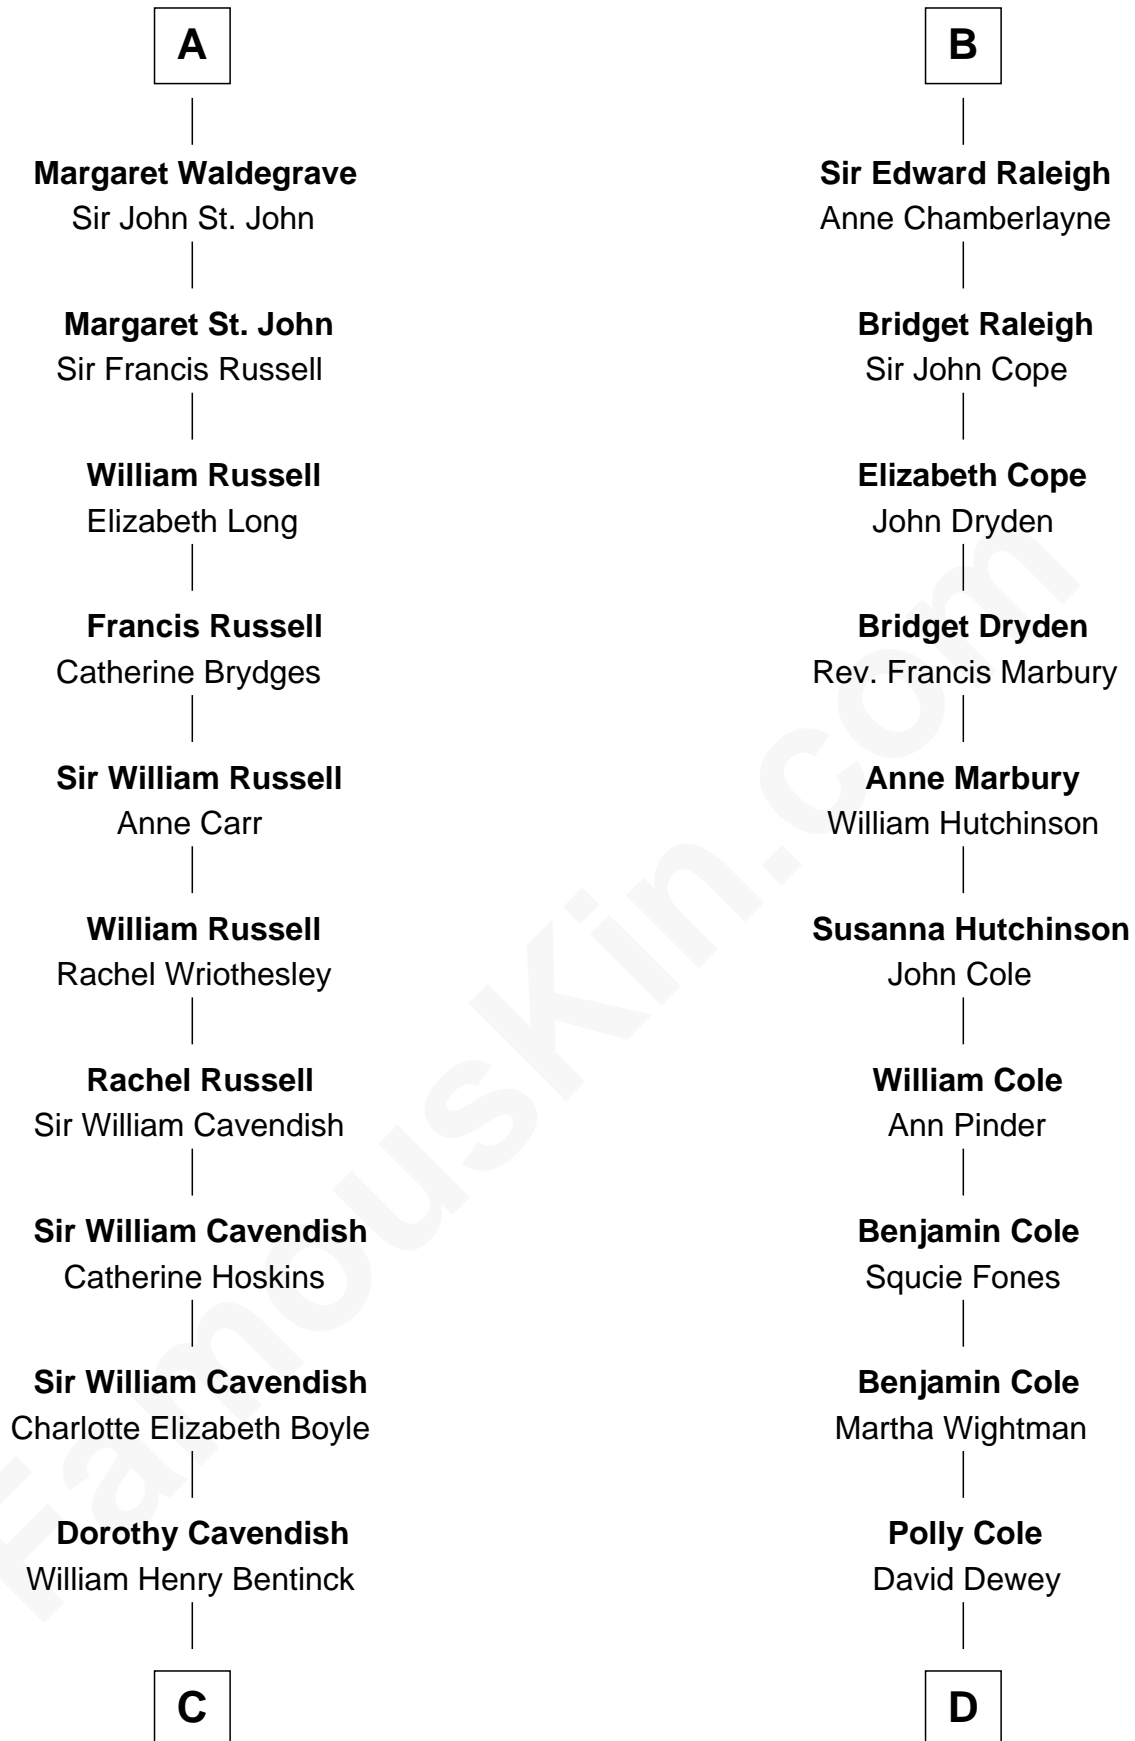 A
Margaret Waldegrave
Sir John St. John
Margaret St. John
Sir Francis Russell
William Russell
Elizabeth Long
Francis Russell
Catherine Brydges
Sir William Russell
Anne Carr
William Russell
Rachel Wriothesley
Rachel Russell
Sir William Cavendish
Sir William Cavendish
Catherine Hoskins
Sir William Cavendish
Charlotte Elizabeth Boyle
Dorothy Cavendish
William Henry Bentinck
C
B
Sir Edward Raleigh
Anne Chamberlayne
Bridget Raleigh
Sir John Cope
Elizabeth Cope
John Dryden
Bridget Dryden
Rev. Francis Marbury
Anne Marbury
William Hutchinson
Susanna Hutchinson
John Cole
William Cole
Ann Pinder
Benjamin Cole
Squcie Fones
Benjamin Cole
Martha Wightman
Polly Cole
David Dewey
D
FamousKin.com